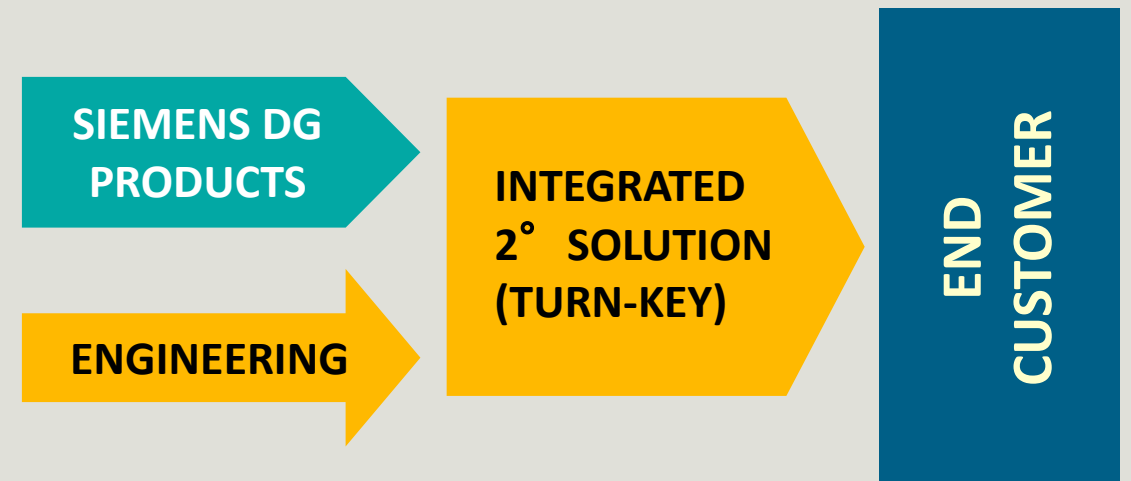 SIEMENS DG
PRODUCTS
ENGINEERING
INTEGRATED
2° SOLUTION
(TURN-KEY)
END
CUSTOMER